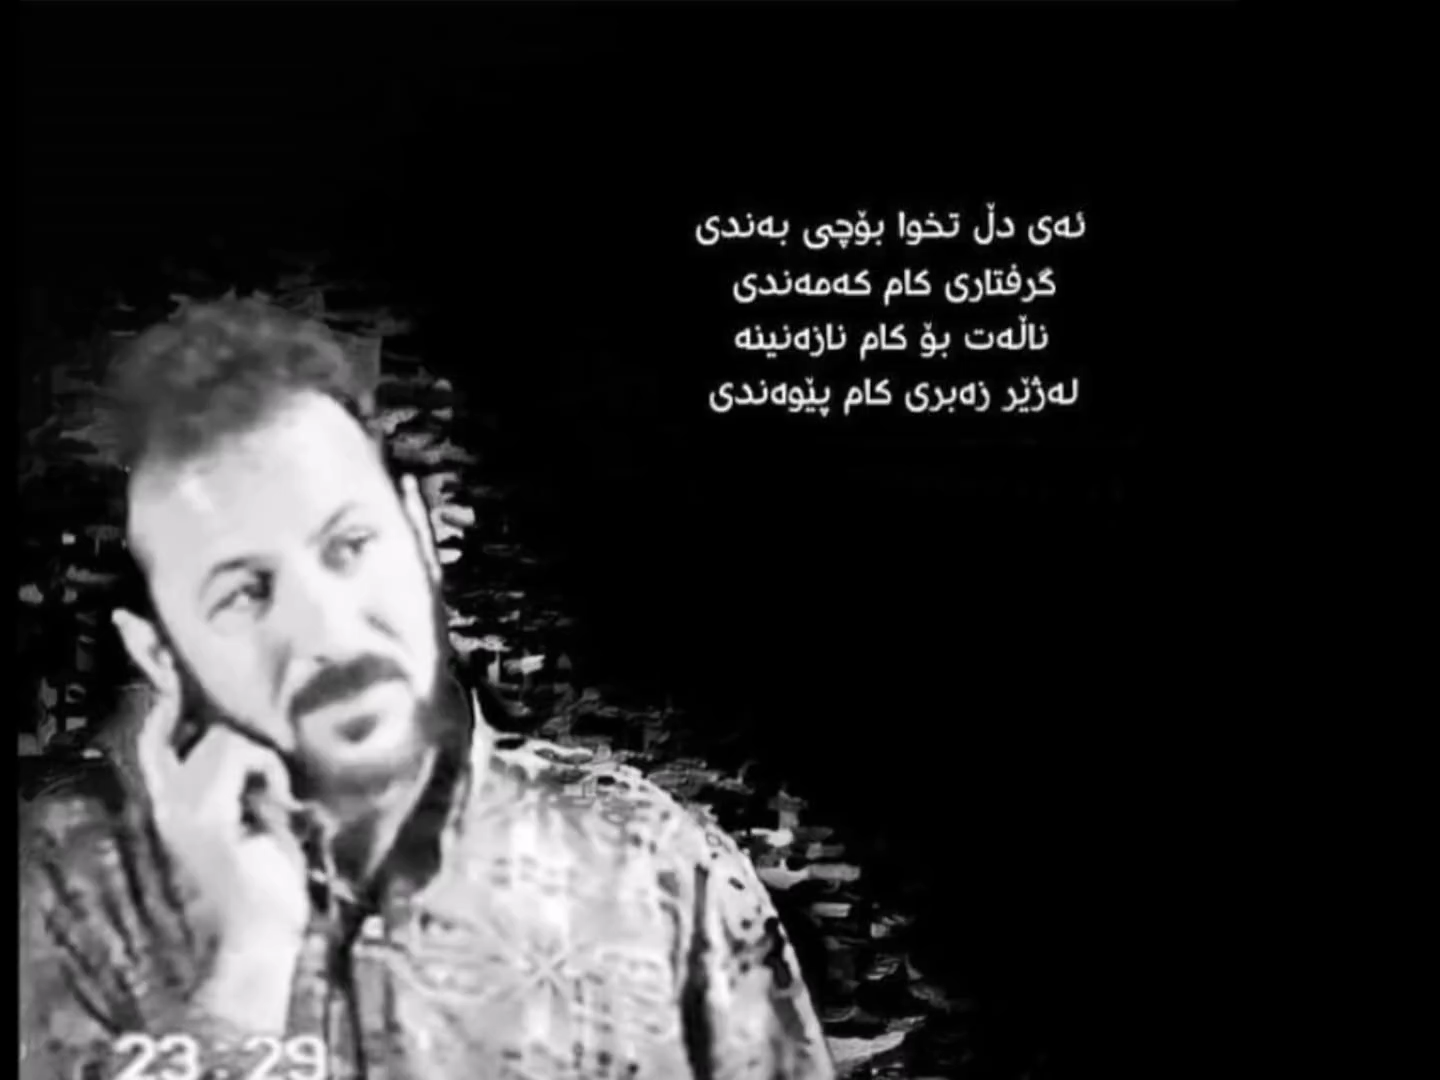 ئەی دڵ تخوا بۆچی بەندی
گرفتاری کام کەمەندی
ناڵەت بۆ کام نازەنینە
لەژێر زەبری کام پێوەندی
23:29